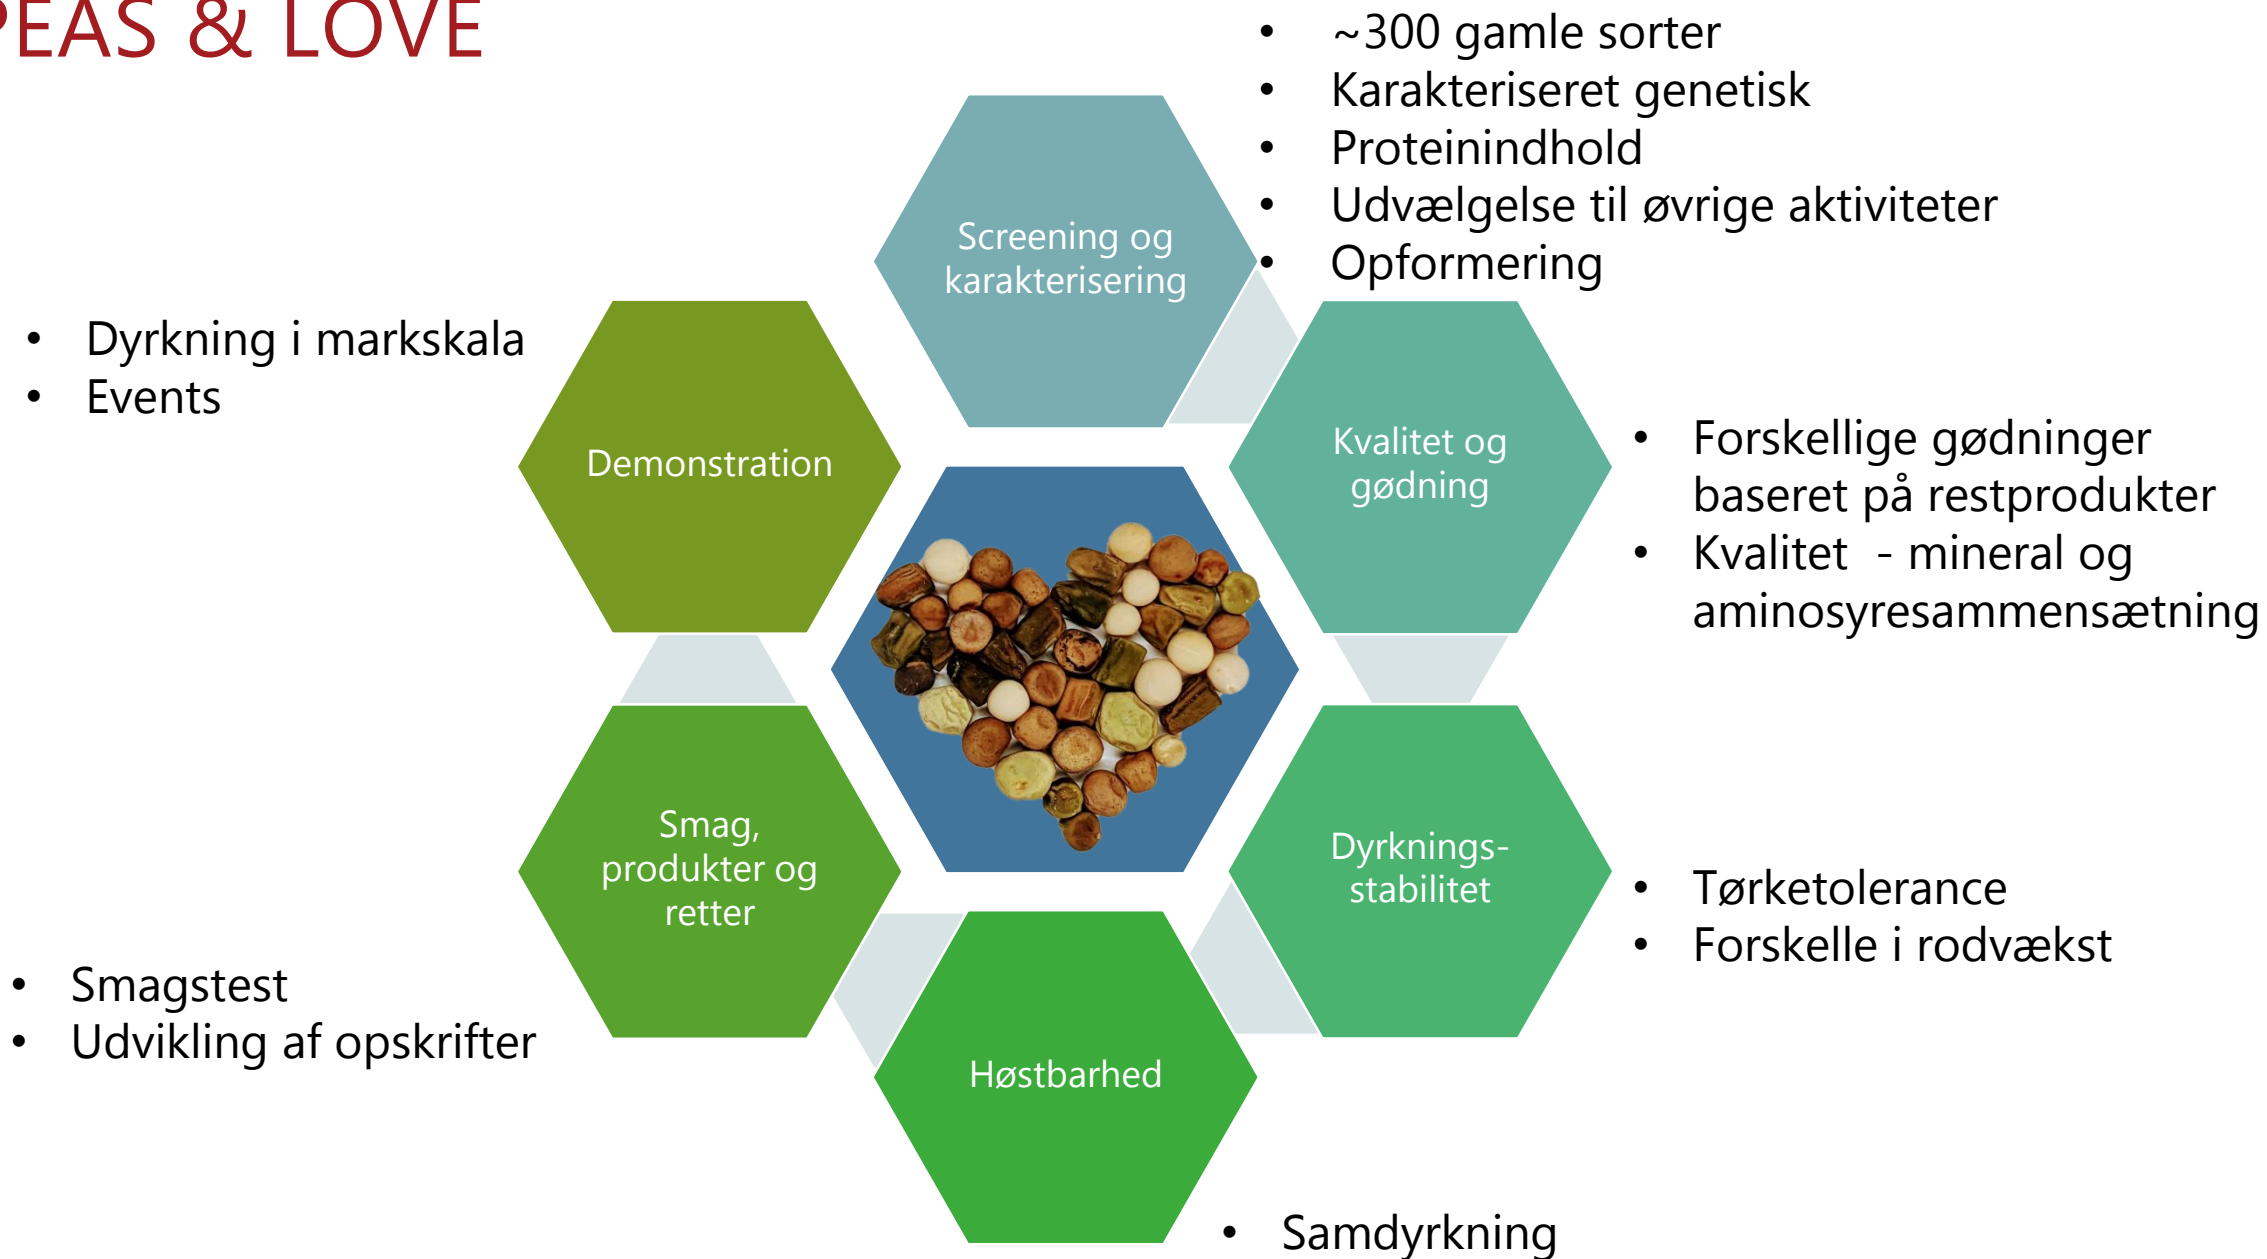 PEAS & LOVE
• ~300 gamle sorter
• Karakteriseret genetisk
• Proteinindhold
• Udvælgelse til øvrige aktiviteter
• Opformering
Screening og
karakterisering
Kvalitet og
gødning
• Forskellige gødninger
baseret på restprodukter
• Kvalitet - mineral og
aminosyresammensætning
Dyrknings-
stabilitet
• Tørketolerance
• Forskelle i rodvækst
Høstbarhed
• Samdyrkning
Smag,
produkter og
retter
• Smagstest
• Udvikling af opskrifter
Demonstration
• Dyrkning i markskala
• Events